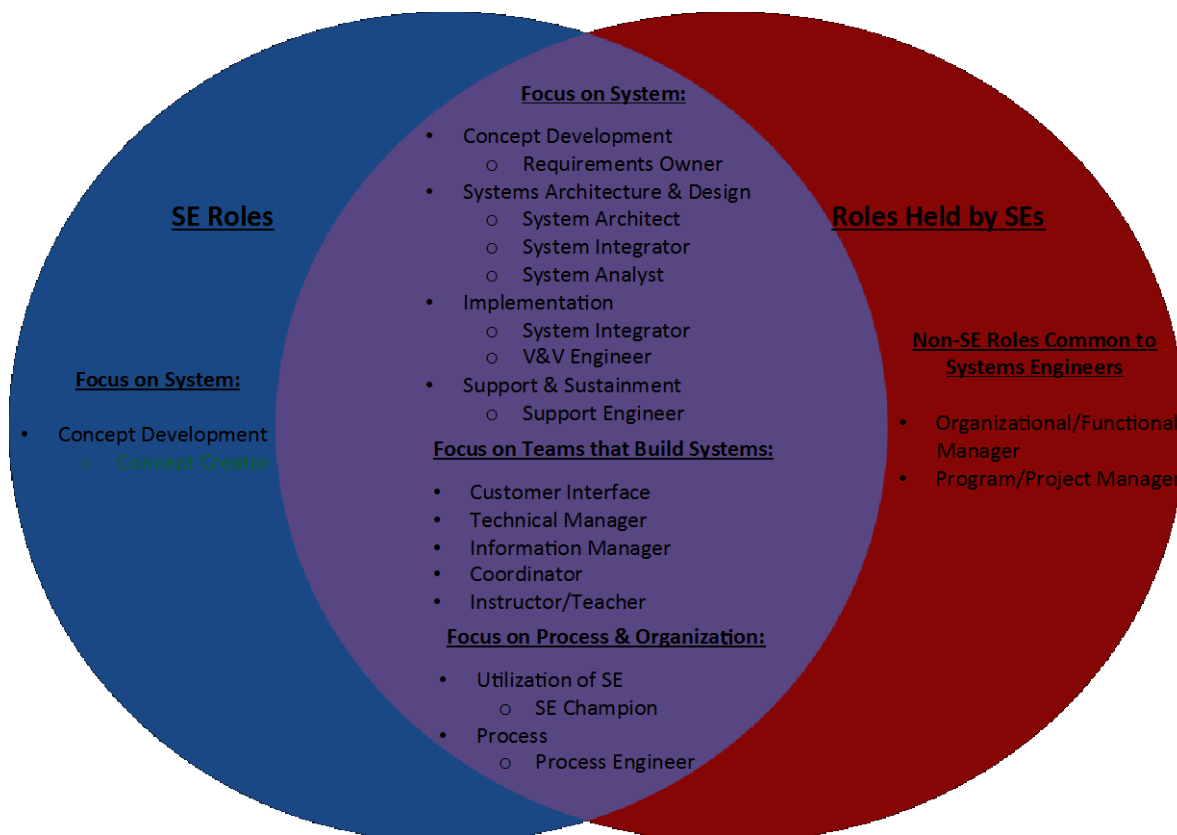 SE Roles
Focus on System:
• Concept Development
o Concept Creator
Focus on System:
• Concept Development
o Requirements Owner
• Systems Architecture & Design
o System Architect
o System Integrator
o System Analyst
• Implementation
o System Integrator
o V&V Engineer
• Support & Sustainment
o Support Engineer
Focus on Teams that Build Systems:
• Customer Interface
• Technical Manager
• Information Manager
• Coordinator
• Instructor/Teacher
Focus on Process & Organization:
• Utilization of SE
o SE Champion
• Process
o Process Engineer
Roles Held by SEs
Non-SE Roles Common to
Systems Engineers
• Organizational/Functional
Manager
• Program/Project Manager